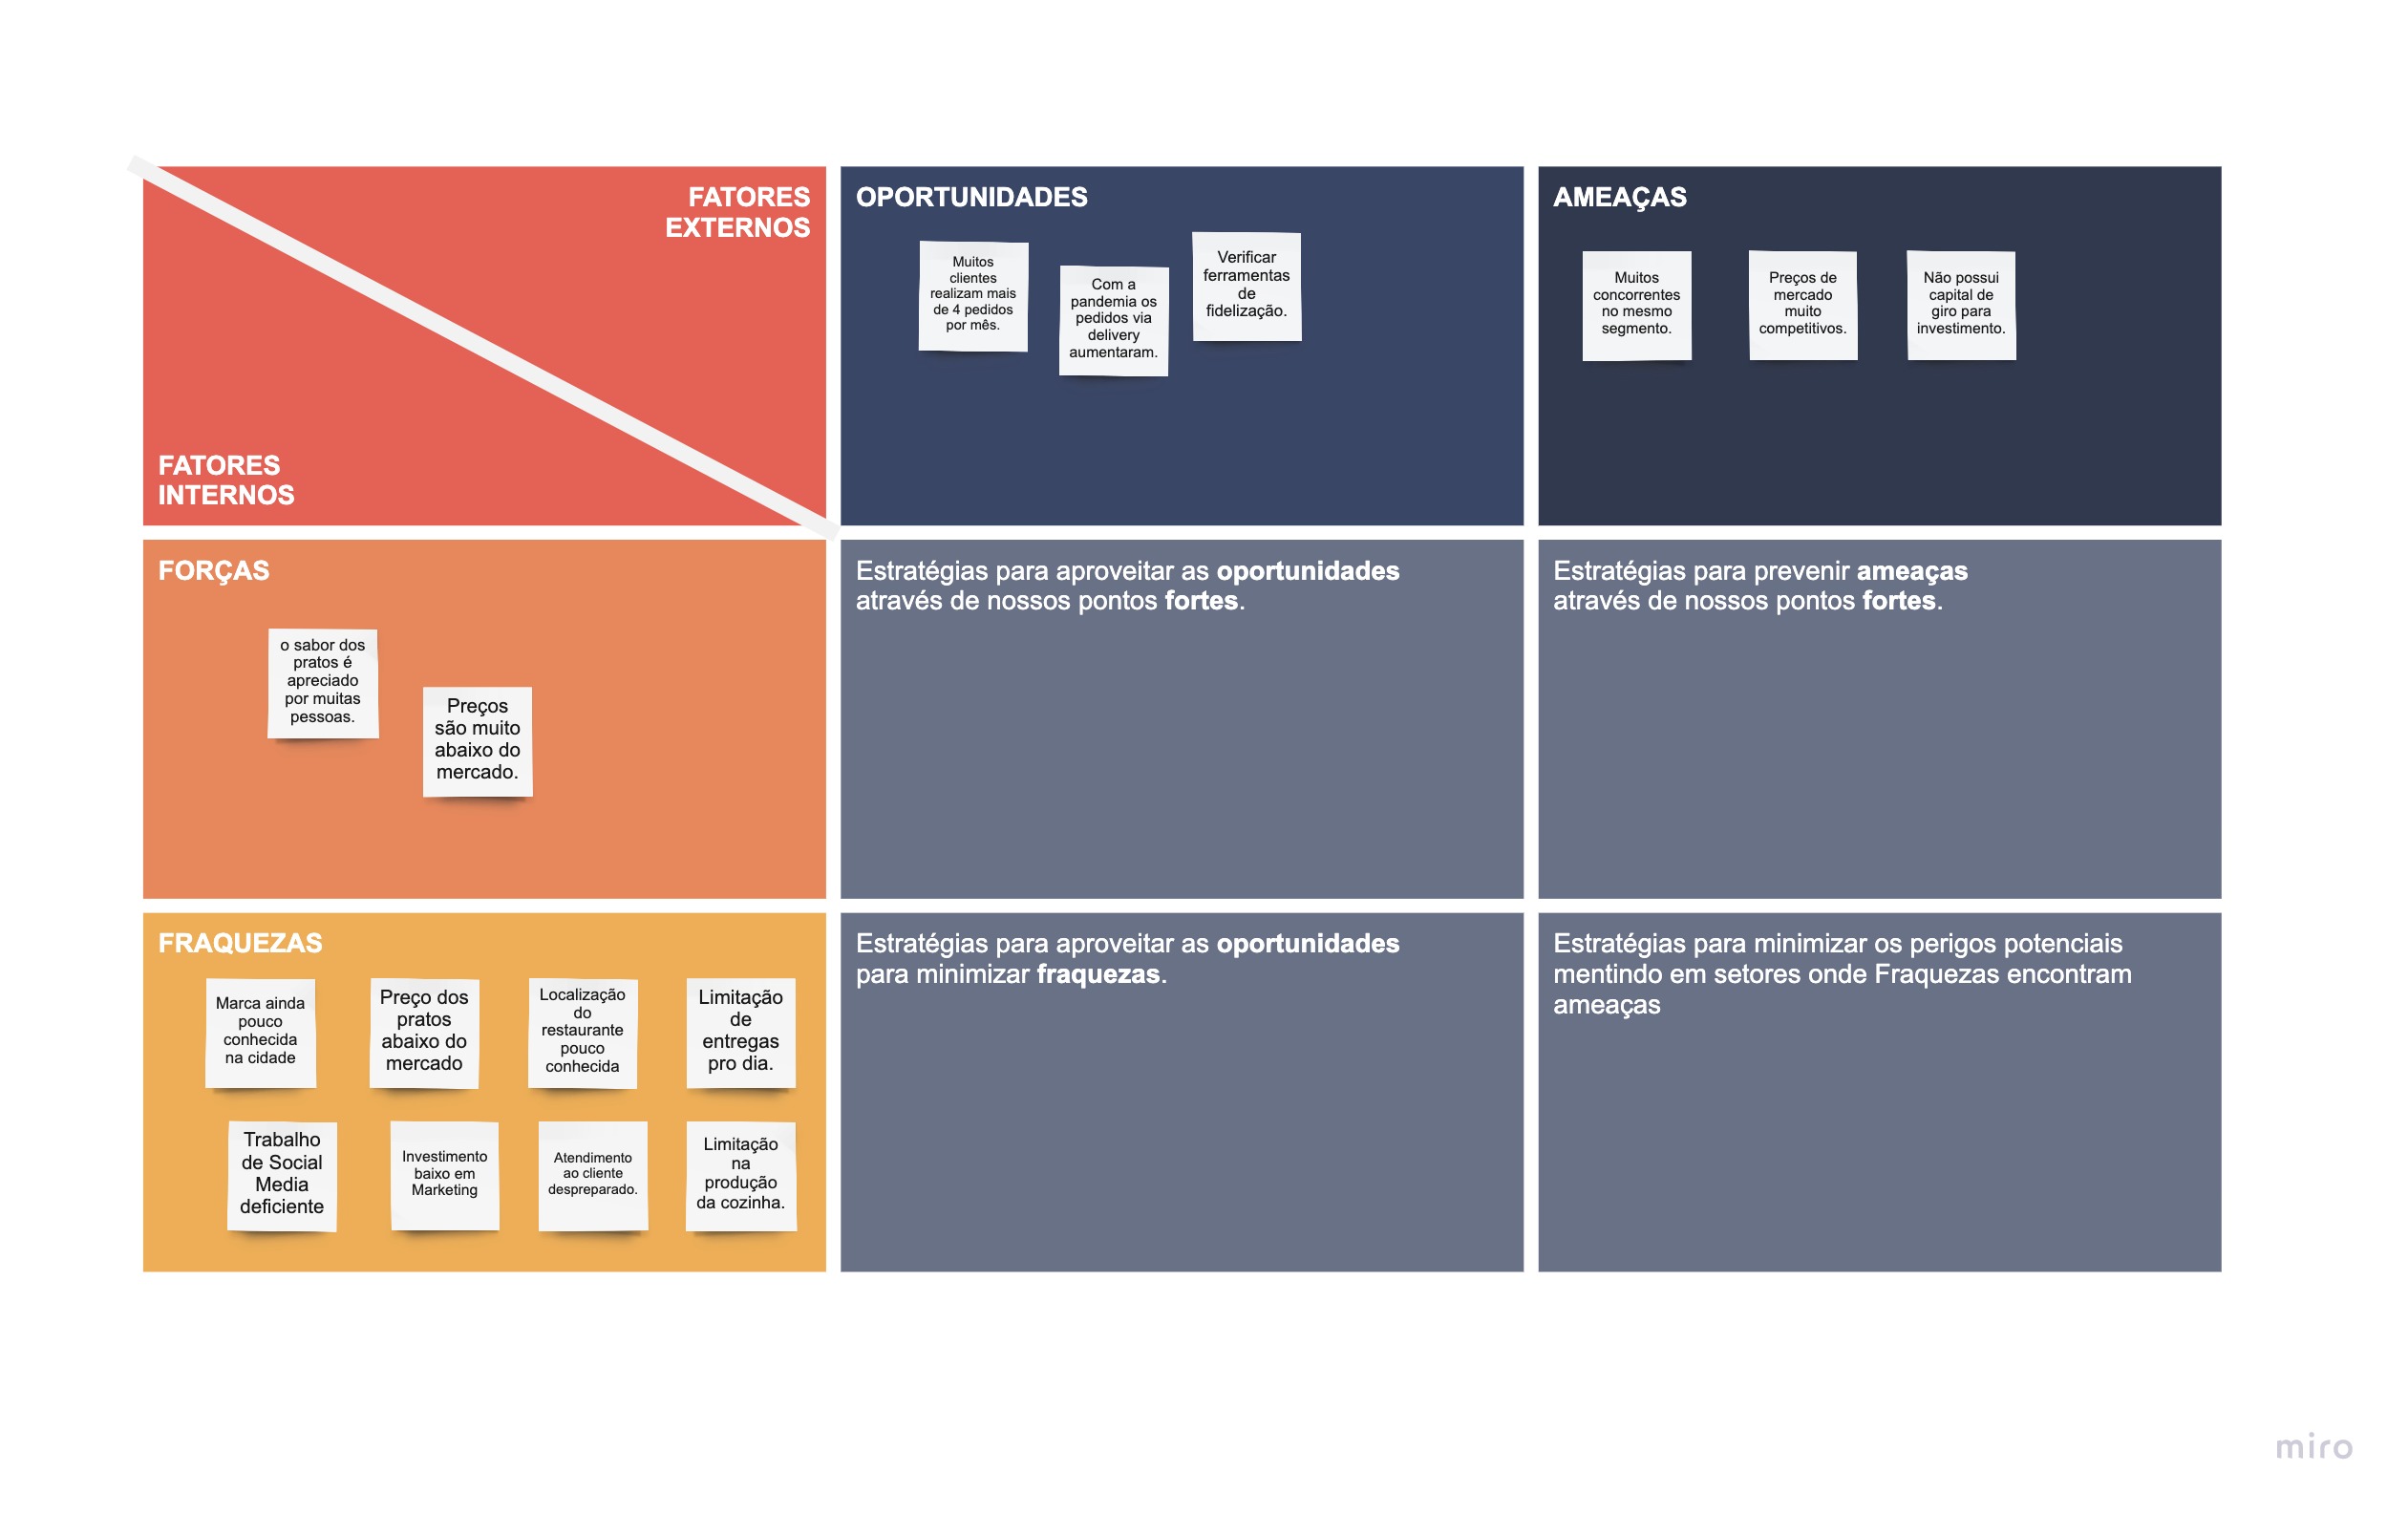 FATORES
EXTERNOS
FATORES
INTERNOS
OPORTUNIDADES
Muitos
clientes
realizam mais
de 4 pedidos
por mês.
Com a
pandemia os
pedidos via
delivery
aumentaram.
Verificar
ferramentas
de
fidelização.
AMEAÇAS
Muitos
concorrentes
no mesmo
segmento.
Preços de
mercado
muito
competitivos.
Não possui
capital de
giro para
investimento.
FORÇAS
o sabor dos
pratos é
apreciado
por muitas
pessoas.
Preços
são muito
abaixo do
mercado.
Estratégias para aproveitar as oportunidades
através de nossos pontos fortes.
Estratégias para prevenir ameaças
através de nossos pontos fortes.
FRAQUEZAS
Marca ainda
pouco
conhecida
na cidade
Preço dos
pratos
abaixo do
mercado
Localização
do
restaurante
pouco
conhecida
Limitação
de
entregas
pro dia.
Trabalho
de Social
Media
deficiente
Investimento
baixo em
Marketing
Atendimento
ao cliente
despreparado.
Limitação
na
produção
da cozinha.
Estratégias para aproveitar as oportunidades
para minimizar fraquezas.
Estratégias para minimizar os perigos potenciais
mentindo em setores onde Fraquezas encontram
ameaças
miro